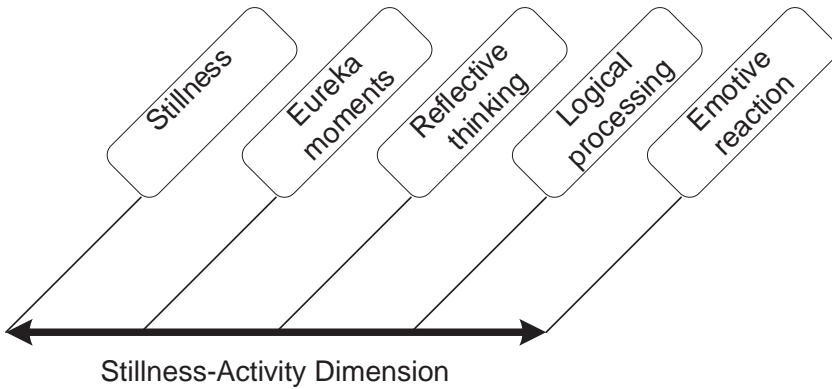 Stillness
Eureka
moments
Reflective
thinking
Logical
processing
Emotive
reaction
Stillness-Activity Dimension